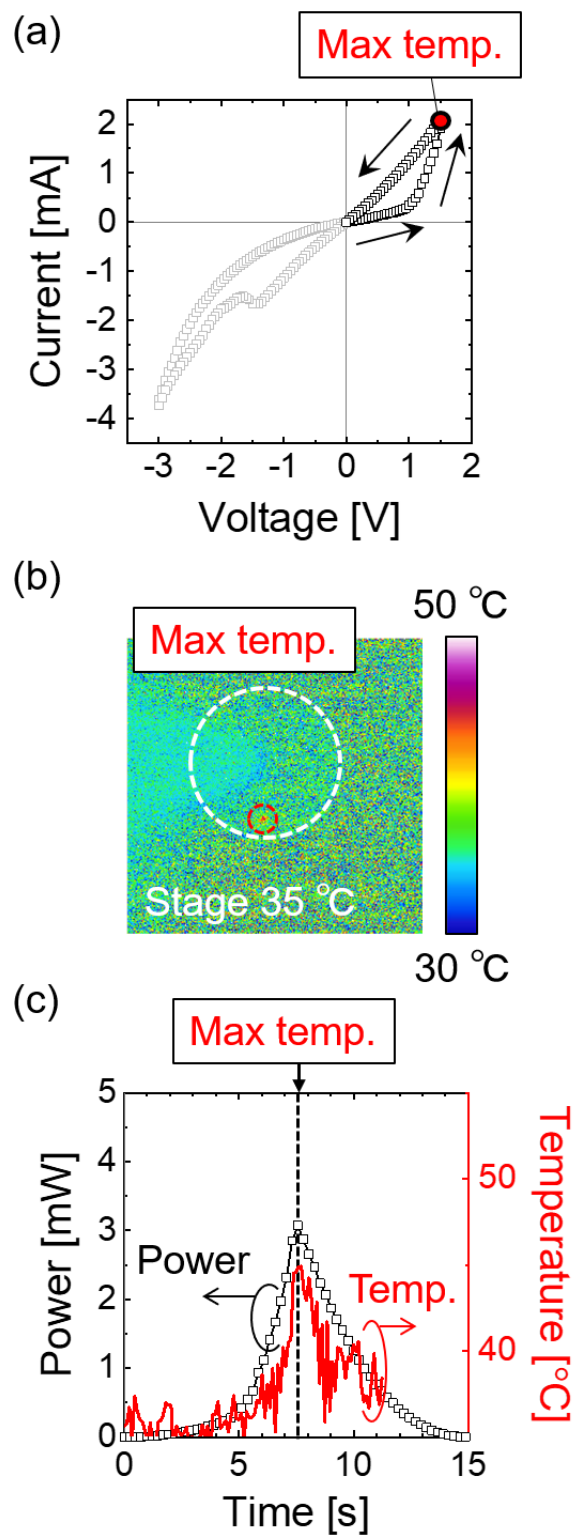 (a)
Max temp.
2
1
0
-1
-2
-3
-4
Current [mA]
-3 -2 -1 0 1 2
Voltage [V]
(b)
50 ℃
Max temp.
Stage 35 ℃
30 ℃
(c)
Max temp.
5
4
3
2
1
0
Power [mW]
Power
Temp.
50
40
Temperature [℃]
0 5 10 15
Time [s]